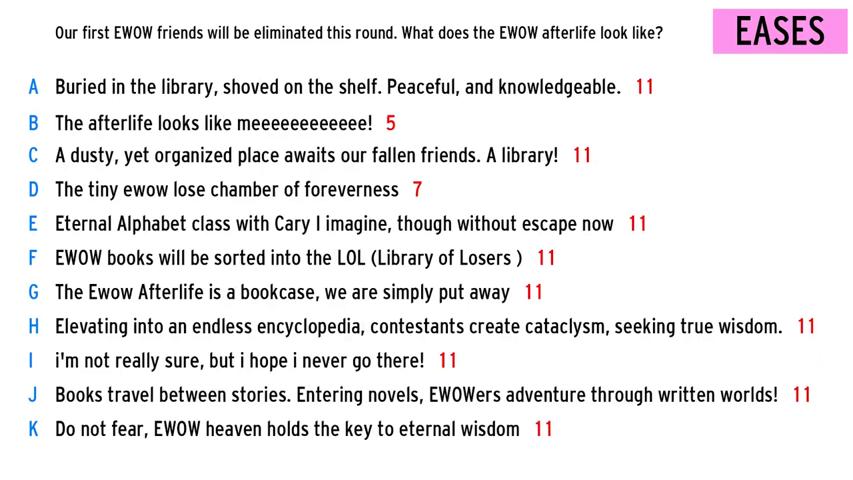 Our first EWOW friends will be eliminated this round. What does the EWOW afterlife look like?
EASES
A Buried in the library, shoved on the shelf. Peaceful, and knowledgeable. 11
B The afterlife looks like meeeeeeeeeeee! 5
C A dusty, yet organized place awaits our fallen friends. A library! 11
D The tiny ewow lose chamber of foreverness 7
E Eternal Alphabet class with Cary I imagine, though without escape now 11
F EWOW books will be sorted into the LOL (Library of Losers ) 11
G The Ewow Afterlife is a bookcase, we are simply put away 11
H Elevating into an endless encyclopedia, contestants create cataclysm, seeking true wisdom. 11
I i'm not really sure, but i hope i never go there! 11
J Books travel between stories. Entering novels, EWOWers adventure through written worlds! 11
K Do not fear, EWOW heaven holds the key to eternal wisdom 11